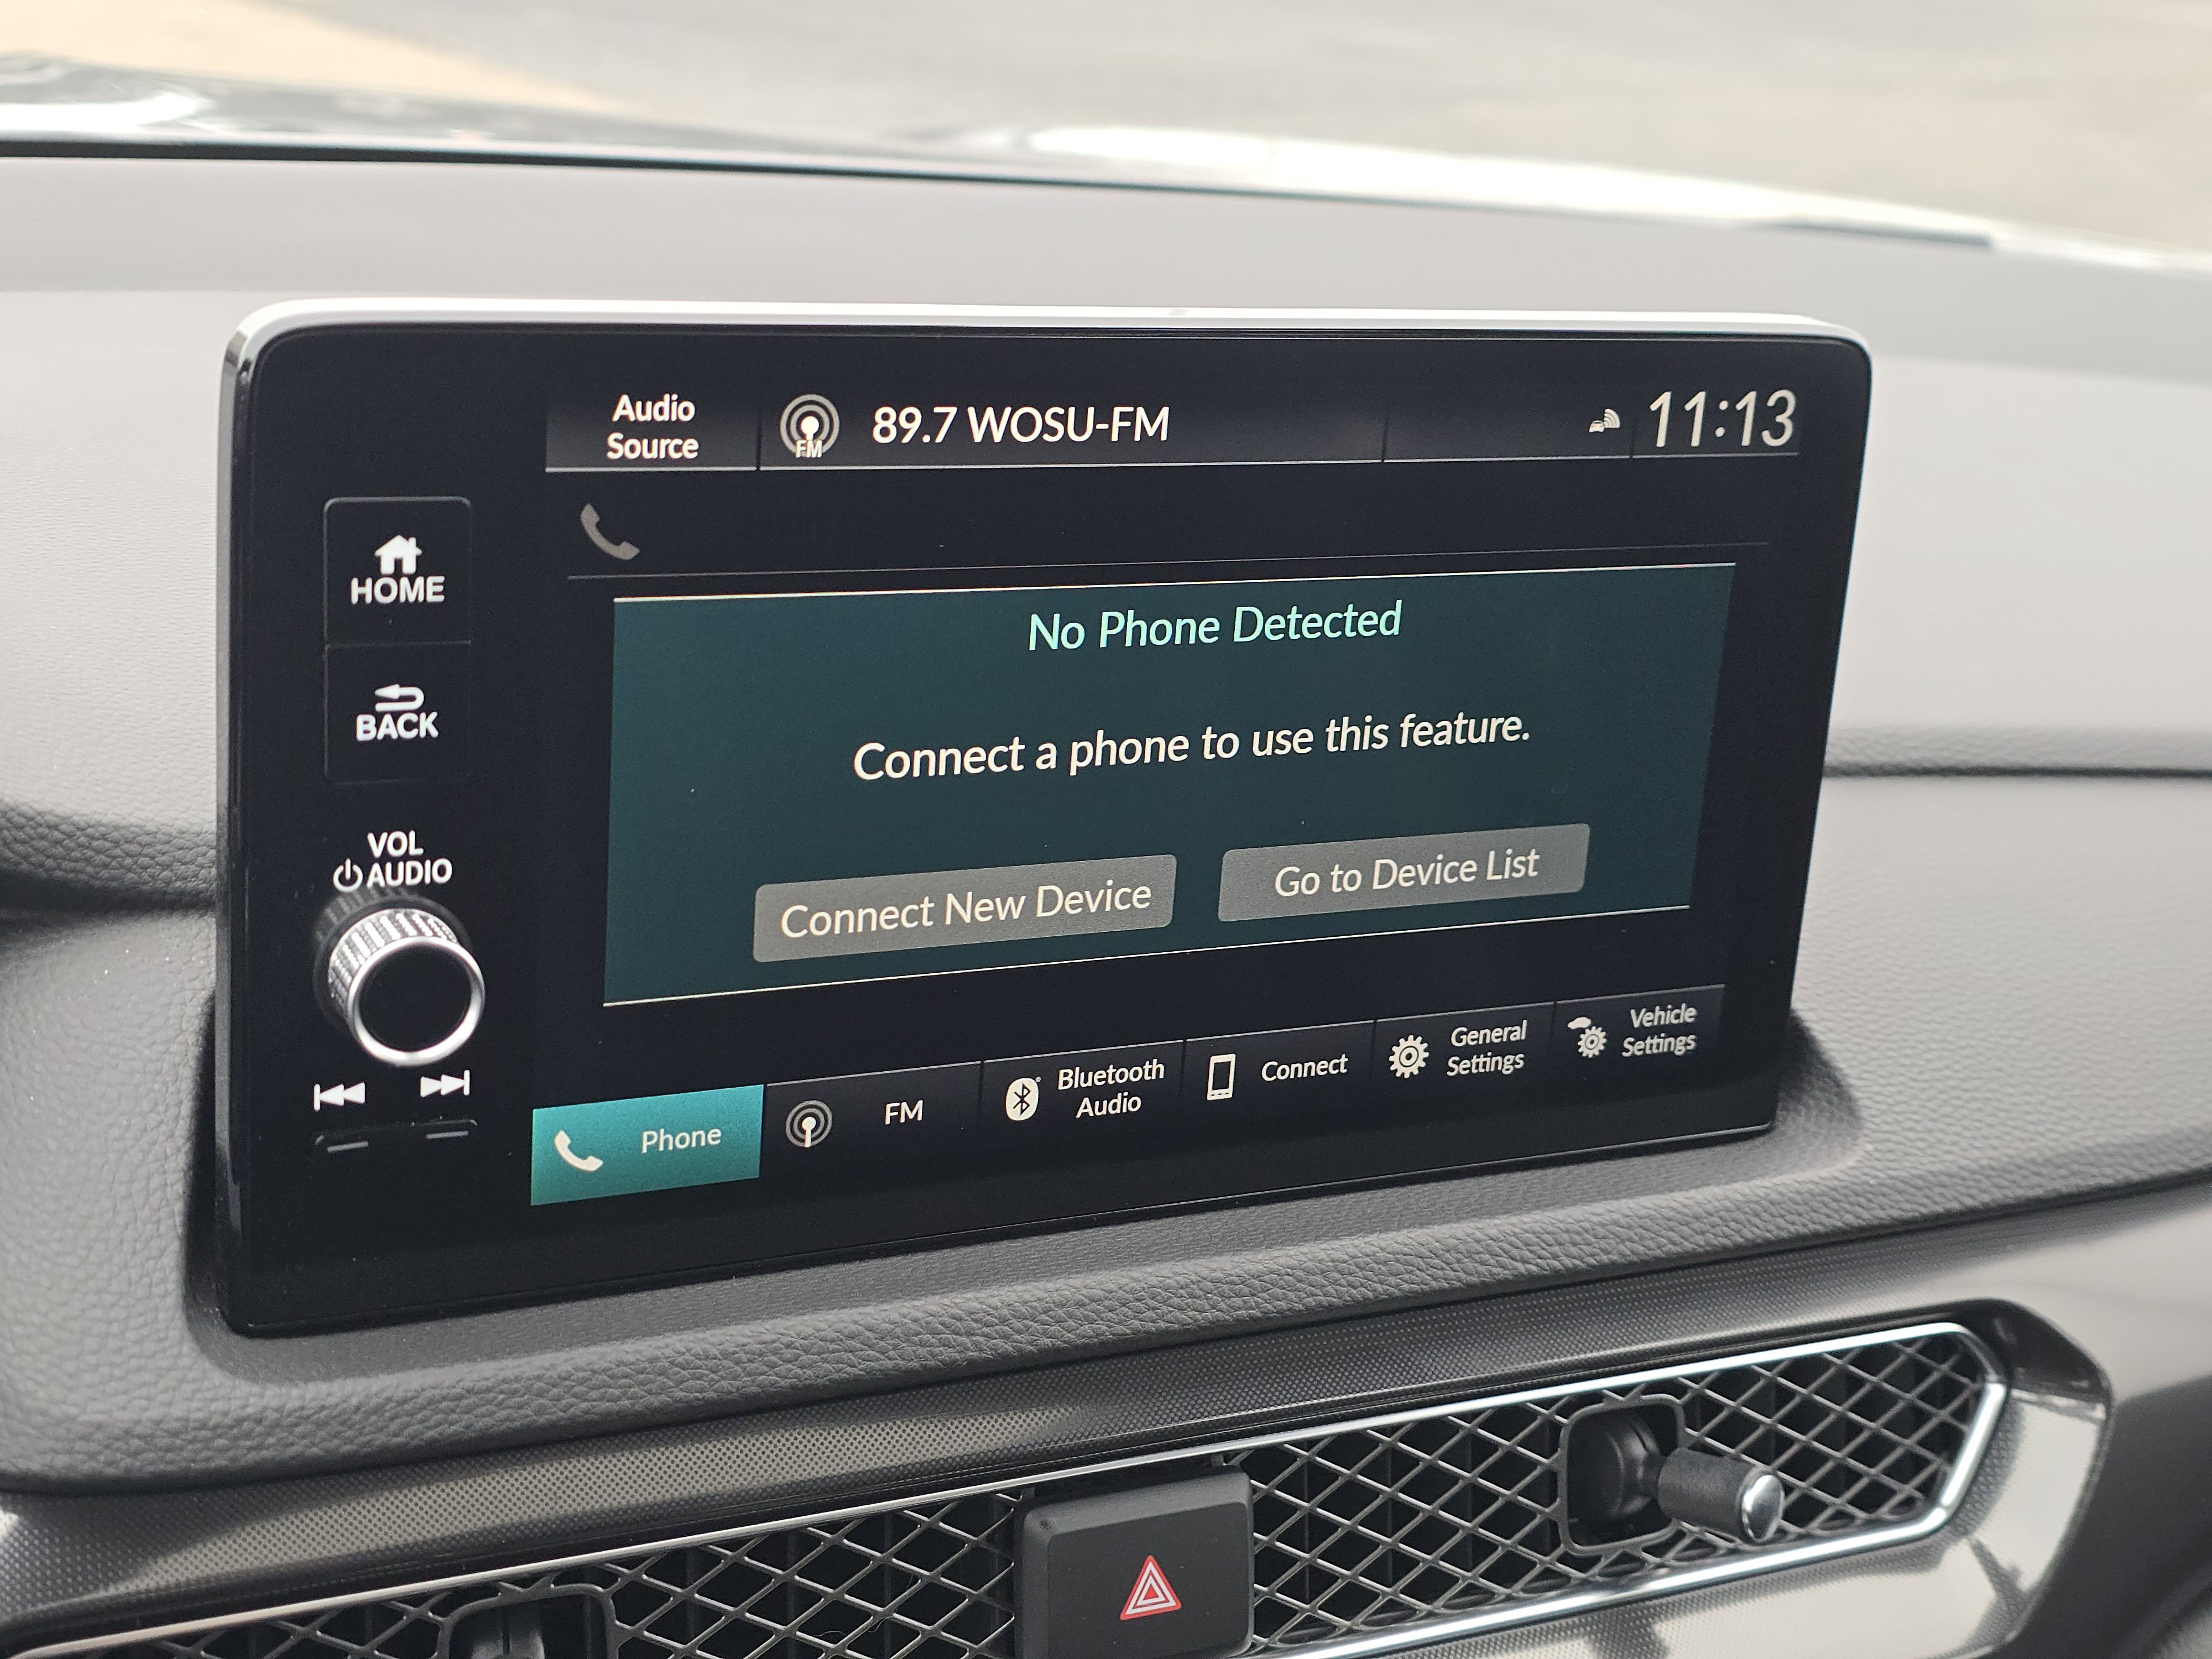 Audio
Source
FM
89.7 WOSU-FM
11:13
HOME
BACK
VOL
AUDIO
No Phone Detected
Connect a phone to use this feature.
Connect New Device
Go to Device List
Phone
FM
Bluetooth
Audio
Connect
General
Settings
Vehicle
Settings